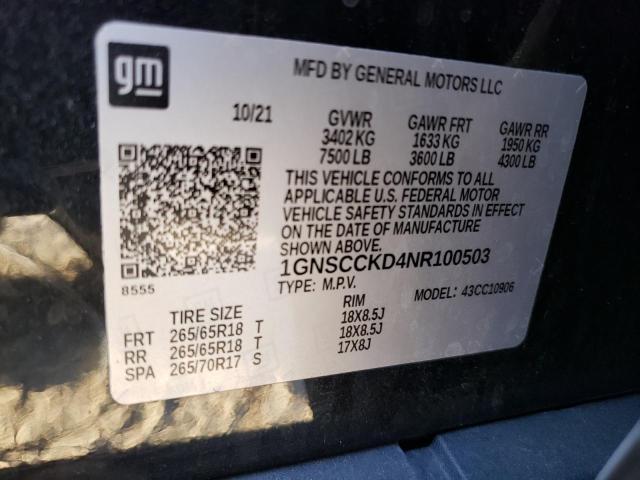 gm
MFD BY GENERAL MOTORS LLC
10/21 GVWR GAWR FRT GAWR RR
3402 KG 1633 KG 1950 KG
7500 LB 3600 LB 4300 LB
THIS VEHICLE CONFORMS TO ALL
APPLICABLE U.S. FEDERAL MOTOR
VEHICLE SAFETY STANDARDS IN EFFECT
ON THE DATE OF MANUFACTURE
SHOWN ABOVE.
1GNSCCKD4NR100503
8555 TYPE: M.P.V. MODEL: 43CC10906
TIRE SIZE RIM
FRT 265/65R18 T 18X8.5J
RR 265/65R18 T 18X8.5J
SPA 265/70R17 S 17X8J